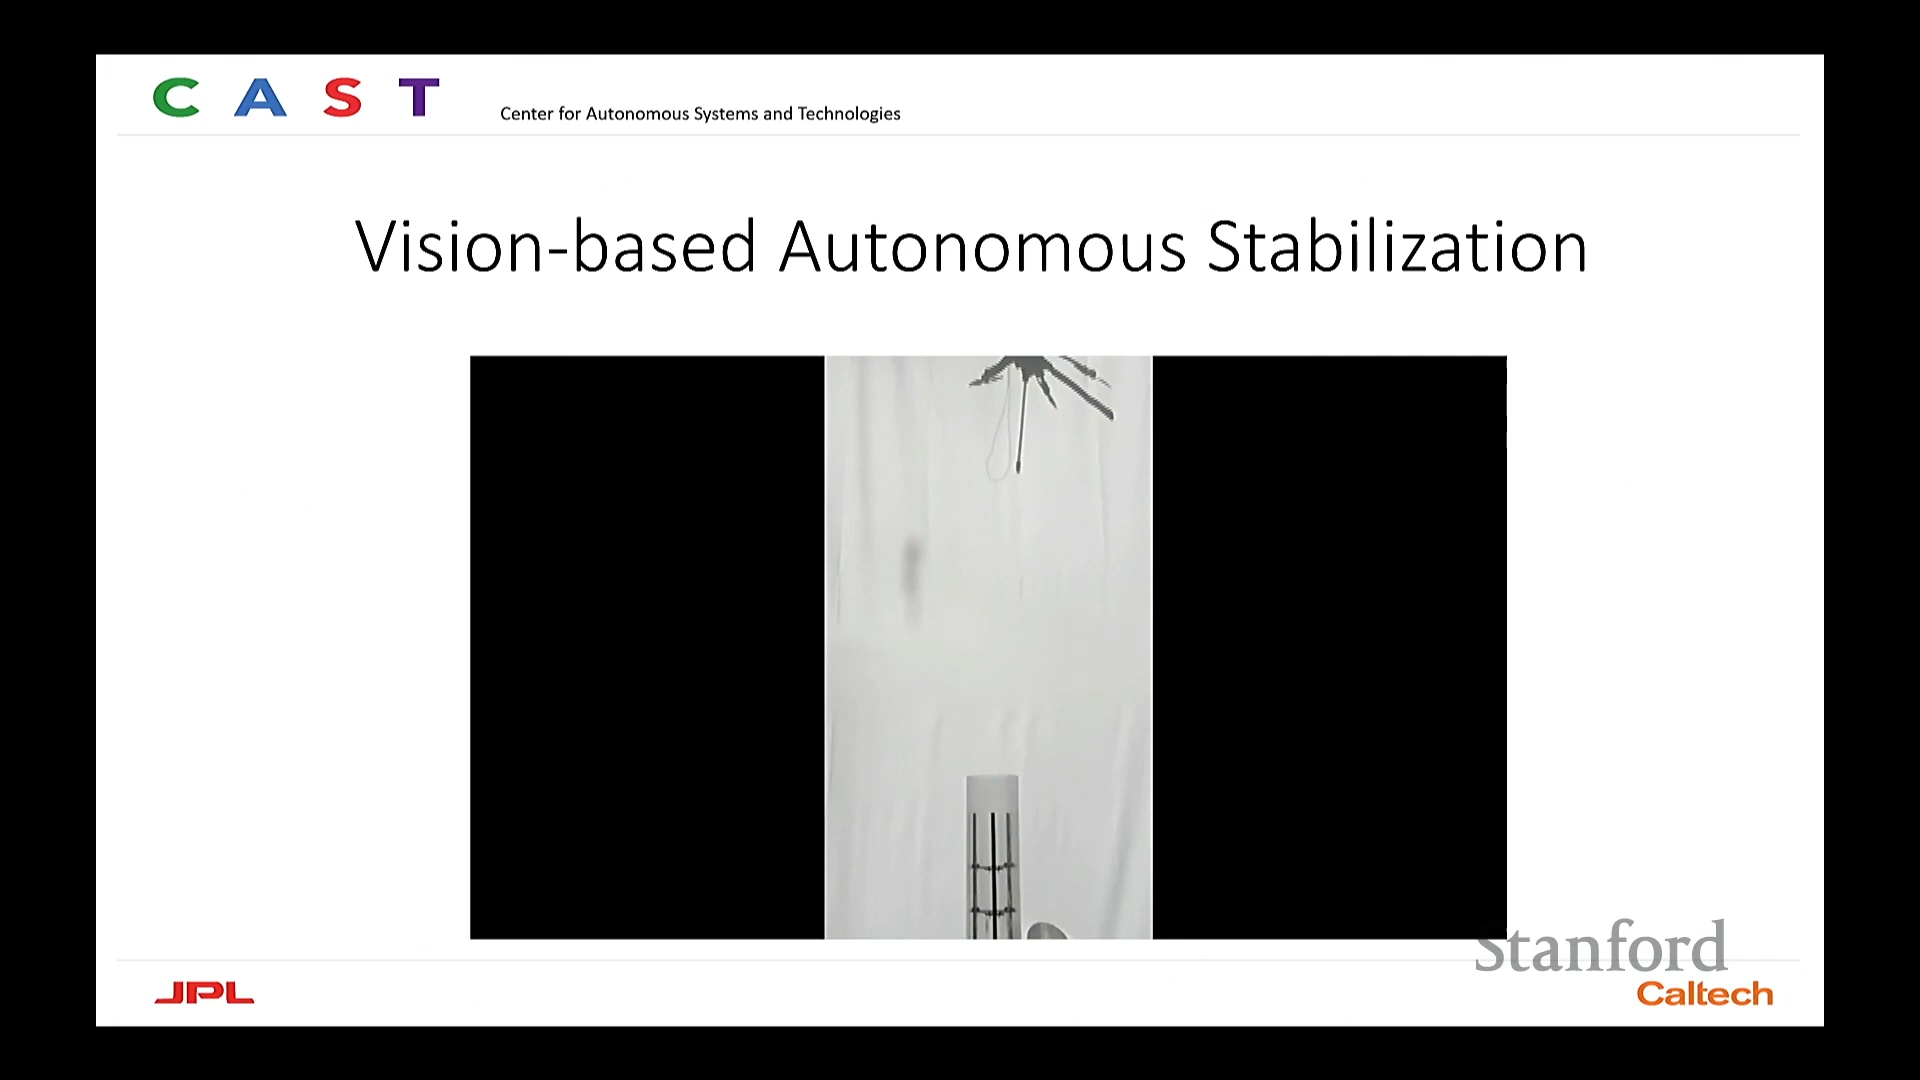 C A S T
Center for Autonomous Systems and Technologies
Vision-based Autonomous Stabilization
Stanford
JPL
Caltech